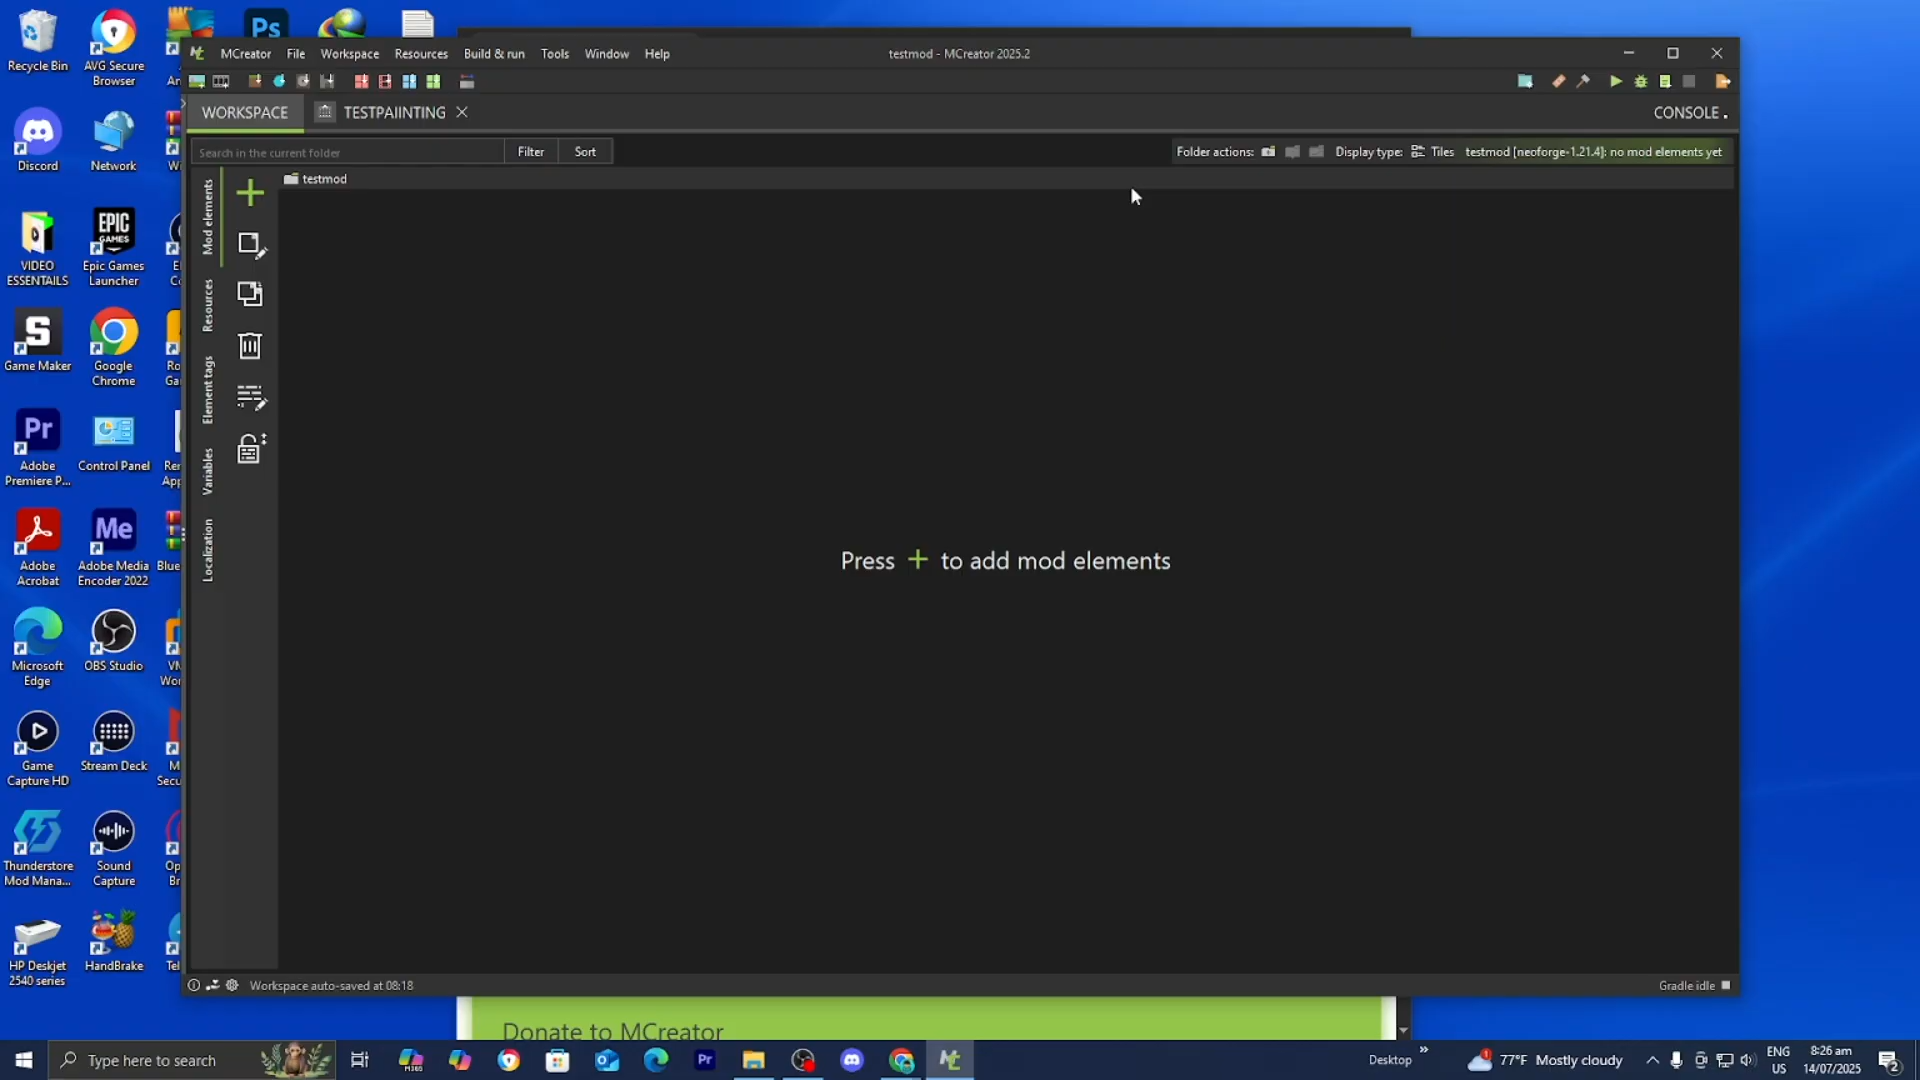 MCreator File Workspace Resources Build & run Tools Window Help
testmod - MCreator 2025.2
WORKSPACE TESTPAIINTING CONSOLE
Search in the current folder Filter Sort
Folder actions: Display type: Tiles testmod [neoforge-1.21.4]: no mod elements yet
testmod
Mod elements
Resources
Element tags
Variables
Localization
Press + to add mod elements
Workspace auto-saved at 08:18
Gradle idle
Donate to MCreator
Recycle Bin
AVG Secure
Browser
Ps
Discord
Network
VIDEO
ESSENTAILS
EPIC
GAMES
Epic Games
Launcher
Game Maker
Google
Chrome
Pr
Adobe
Premiere P...
Control Panel
Adobe
Acrobat
Me
Adobe Media
Encoder 2022
Microsoft
Edge
OBS Studio
Game
Capture HD
Stream Deck
Thunderstore
Mod Mana...
Sound
Capture
HP Deskjet
2540 series
HandBrake
Type here to search
Desktop
77°F Mostly cloudy
ENG
US
8:26 am
14/07/2025